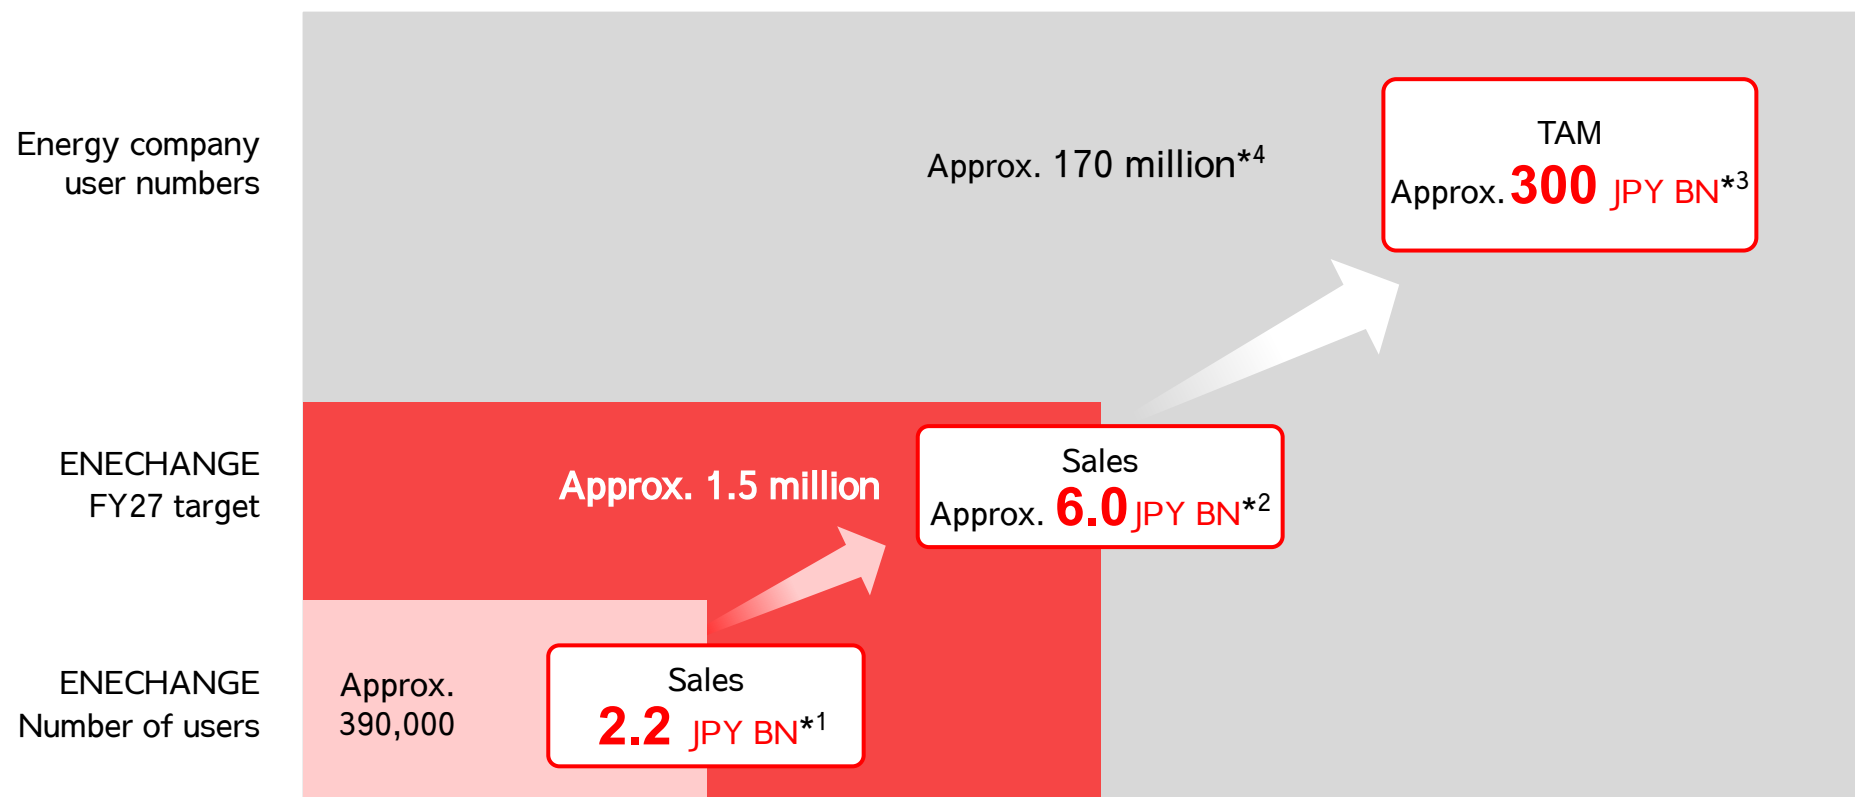 Energy company
user numbers
Approx. 170 million*4
TAM
Approx. 300 JPY BN*3
ENECHANGE
FY27 target
Approx. 1.5 million
Sales
Approx. 6.0 JPY BN*2
ENECHANGE
Number of users
Approx.
390,000
Sales
2.2 JPY BN*1